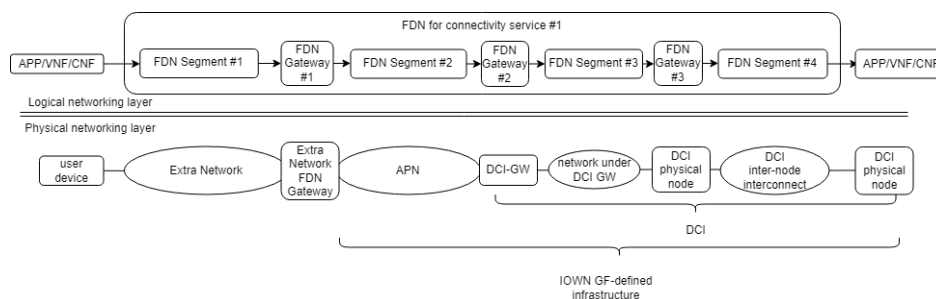 FDN for connectivity service #1
APP/VNF/CNF
FDN Segment #1
FDN
Gateway
#1
FDN Segment #2
FDN
Gateway
#2
FDN Segment #3
FDN
Gateway
#3
FDN Segment #4
APP/VNF/CNF
Logical networking layer
Physical networking layer
user
device
Extra Network
Extra
Network
FDN
Gateway
APN
DCI-GW
network under
DCI GW
DCI
physical
node
DCI
inter-node
interconnect
DCI
physical
node
DCI
IOWN GF-defined
infrastructure